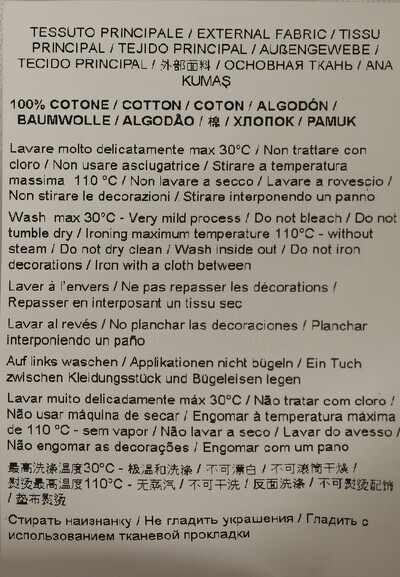 TESSUTO PRINCIPALE / EXTERNAL FABRIC / TISSU
PRINCIPAL / TEJIDO PRINCIPAL / AUßENGEWEBE /
TECIDO PRINCIPAL / 外部面料 / ОСНОВНАЯ ТКАНЬ / ANA
KUMAŞ
100% COTONE / COTTON / COTON / ALGODÓN /
BAUMWOLLE / ALGODÃO / 棉 / ХЛОПОК / PAMUK
Lavare molto delicatamente max 30°C / Non trattare con
cloro / Non usare asciugatrice / Stirare a temperatura
massima 110 °C / Non lavare a secco / Lavare a rovescio /
Non stirare le decorazioni / Stirare interponendo un panno
Wash max 30°C - Very mild process / Do not bleach / Do not
tumble dry / Ironing maximum temperature 110°C - without
steam / Do not dry clean / Wash inside out / Do not iron
decorations / Iron with a cloth between
Laver à l'envers / Ne pas repasser les décorations /
Repasser en interposant un tissu sec
Lavar al revés / No planchar las decoraciones / Planchar
interponiendo un paño
Auf links waschen / Applikationen nicht bügeln / Ein Tuch
zwischen Kleidungsstück und Bügeleisen legen
Lavar muito delicadamente máx 30°C / Não tratar com cloro /
Não usar máquina de secar / Engomar à temperatura máxima
de 110 °C - sem vapor / Não lavar a seco / Lavar do avesso /
Não engomar as decorações / Engomar com um pano
最高洗涤温度30°C - 极温和洗涤 / 不可漂白 / 不可滚筒干燥 /
熨烫最高温度110°C - 无蒸汽 / 不可干洗 / 反面洗涤 / 不可熨烫配饰
/ 垫布熨烫
Стирать наизнанку / Не гладить украшения / Гладить с
использованием тканевой прокладки